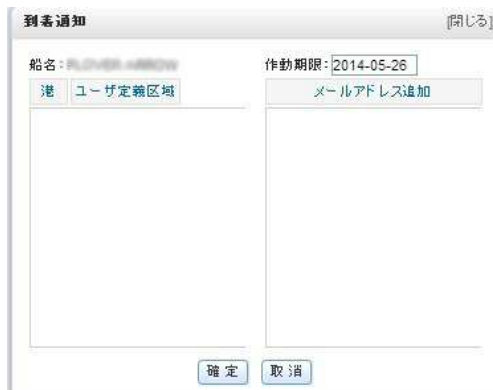 到着通知 [閉じる]
船名: 作動期限: 2014-05-26
港 ユーザ定義区域 メールアドレス追加
確定 取消